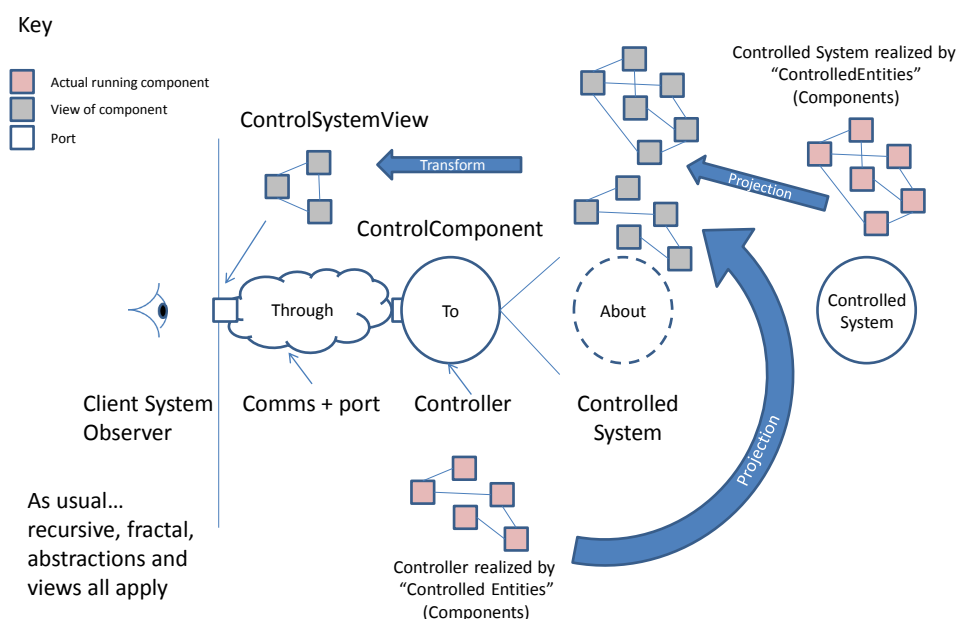 Key
Actual running component
View of component
Port
ControlSystemView
Transform
Controlled System realized by
“ControlledEntities”
(Components)
Projection
ControlComponent
Through
To
About
Controlled
System
Client System
Observer
Comms + port
Controller
Controlled
System
Projection
As usual...
recursive, fractal,
abstractions and
views all apply
Controller realized by
“Controlled Entities”
(Components)